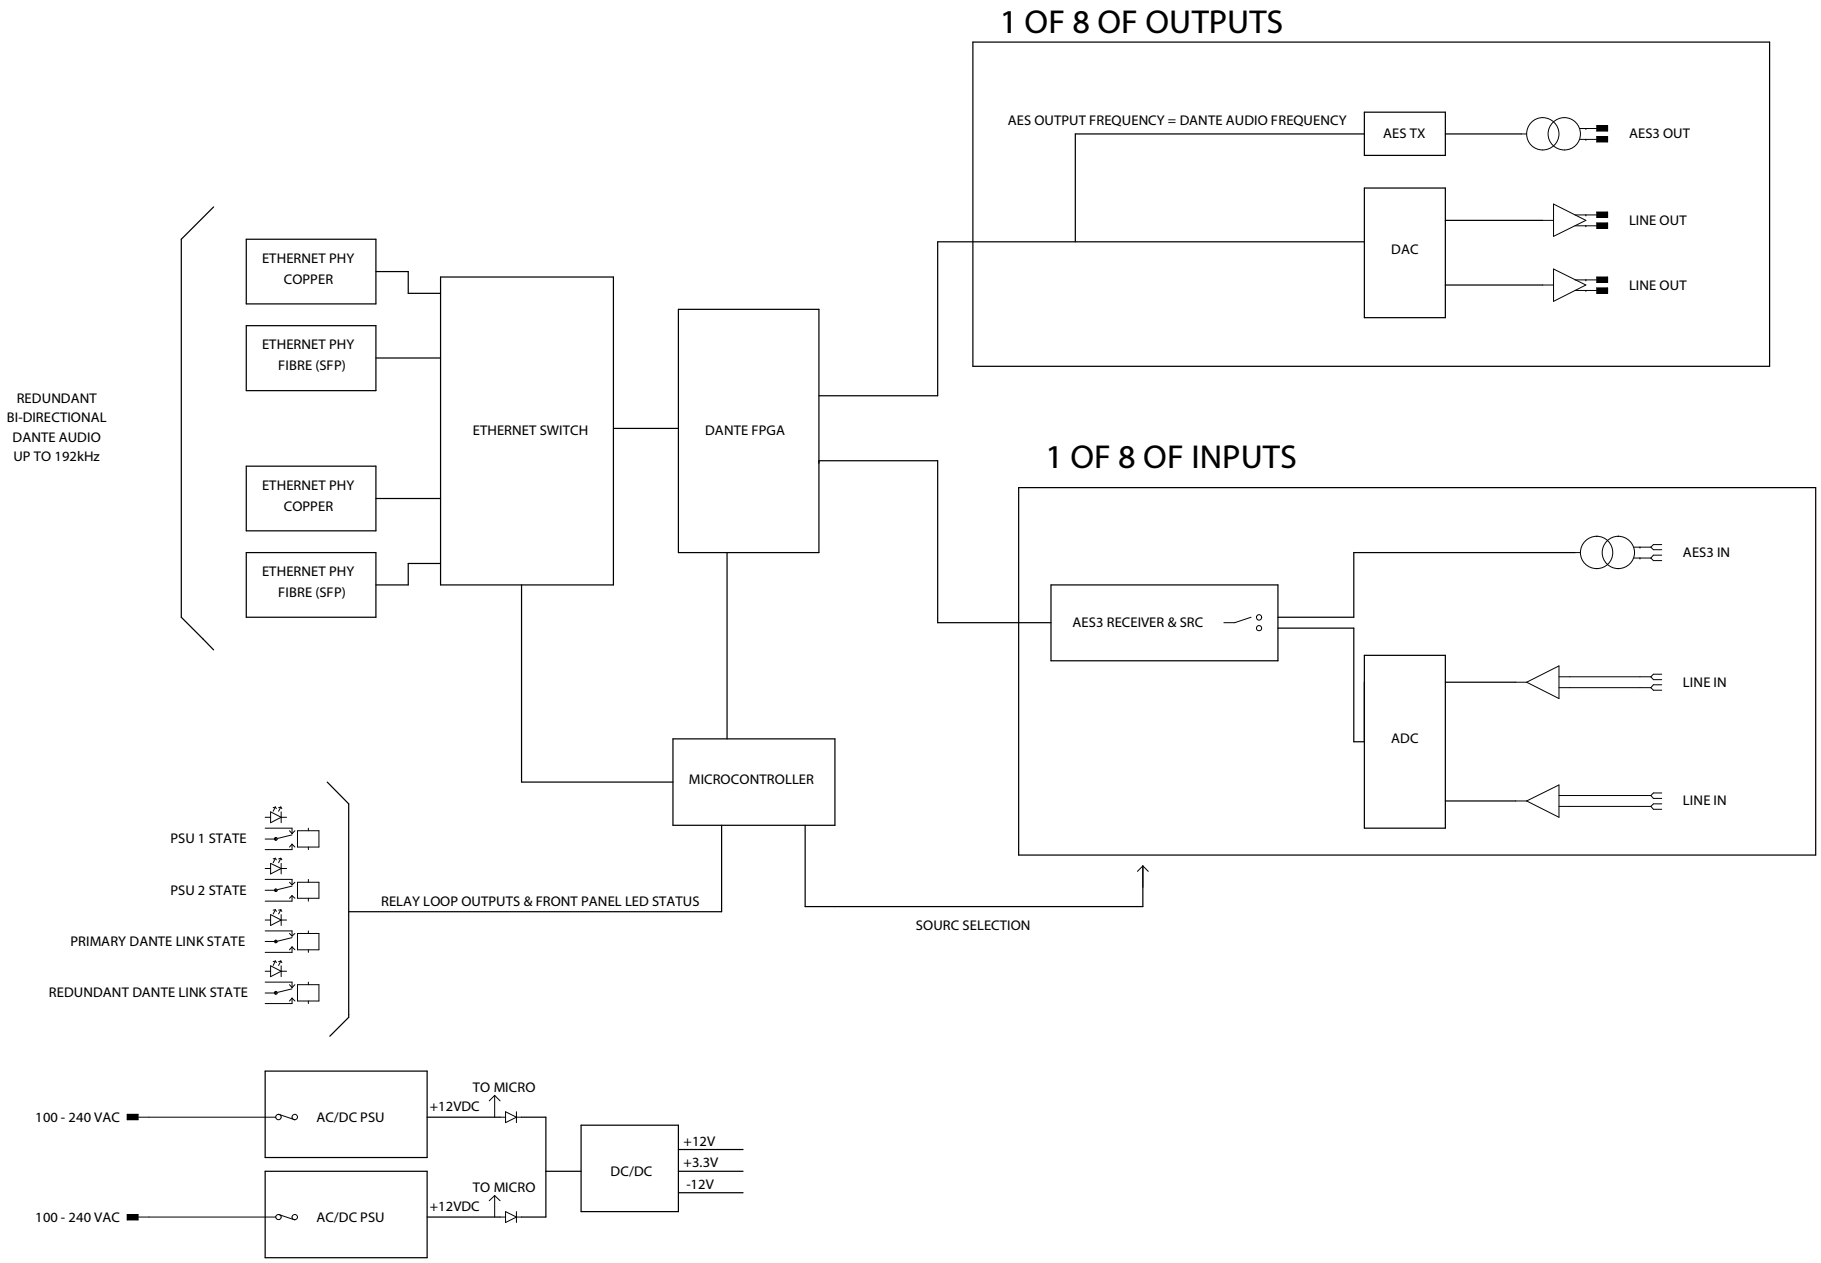 1 OF 8 OF OUTPUTS
AES OUTPUT FREQUENCY = DANTE AUDIO FREQUENCY
AES TX
AES3 OUT
DAC
LINE OUT
LINE OUT
REDUNDANT
BI-DIRECTIONAL
DANTE AUDIO
UP TO 192kHz
ETHERNET PHY
COPPER
ETHERNET PHY
FIBRE (SFP)
ETHERNET PHY
COPPER
ETHERNET PHY
FIBRE (SFP)
ETHERNET SWITCH
DANTE FPGA
1 OF 8 OF INPUTS
AES3 IN
AES3 RECEIVER & SRC
LINE IN
ADC
LINE IN
MICROCONTROLLER
PSU 1 STATE
PSU 2 STATE
PRIMARY DANTE LINK STATE
REDUNDANT DANTE LINK STATE
RELAY LOOP OUTPUTS & FRONT PANEL LED STATUS
SOURC SELECTION
100 - 240 VAC
AC/DC PSU
+12VDC
TO MICRO
100 - 240 VAC
AC/DC PSU
+12VDC
TO MICRO
DC/DC
+12V
+3.3V
-12V